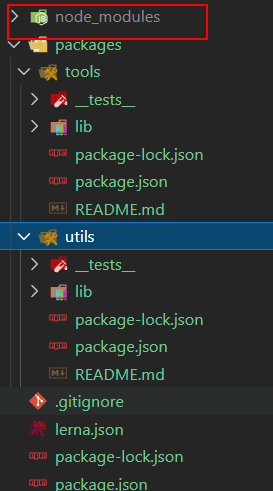 node_modules
packages
tools
__tests__
lib
package-lock.json
package.json
README.md
utils
__tests__
lib
package-lock.json
package.json
README.md
.gitignore
lerna.json
package-lock.json
package.json